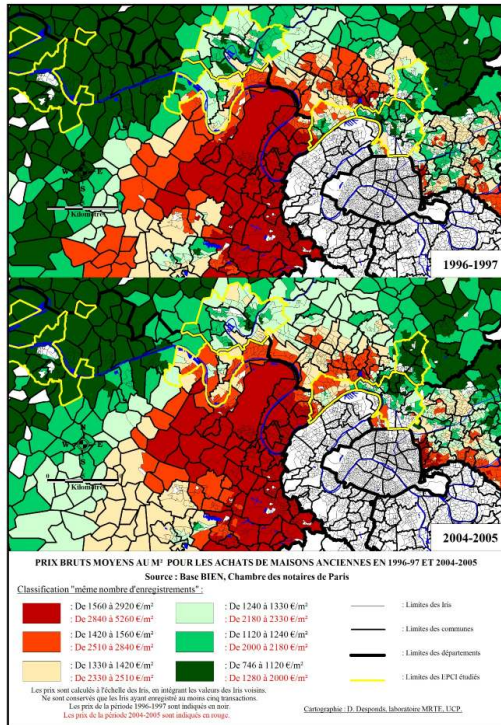 N
W
E
S
0
Kilomètres
1996-1997
N
W
E
S
0
Kilomètres
2004-2005
PRIX BRUTS MOYENS AU M² POUR LES ACHATS DE MAISONS ANCIENNES EN 1996-97 ET 2004-2005
Source : Base BIEN, Chambre des notaires de Paris
Classification "même nombre d'enregistrements" :
: De 1560 à 2920 €/m²
: De 2840 à 5260 €/m²
: De 1420 à 1560 €/m²
: De 2510 à 2840 €/m²
: De 1330 à 1420 €/m²
: De 2330 à 2510 €/m²
: De 1240 à 1330 €/m²
: De 2180 à 2330 €/m²
: De 1120 à 1240 €/m²
: De 2000 à 2180 €/m²
: De 746 à 1120 €/m²
: De 1280 à 2000 €/m²
: Limites des Iris
: Limites des communes
: Limites des départements
: Limites des EPCI étudiés
Les prix sont calculés à l'échelle des Iris, en intégrant les valeurs des Iris voisins.
Ne sont conservés que les Iris ayant enregistré au moins cinq transactions.
Les prix de la période 1996-1997 sont indiqués en noir.
Les prix de la période 2004-2005 sont indiqués en rouge.
Cartographie : D. Desponds, laboratoire MRTE, UCP.